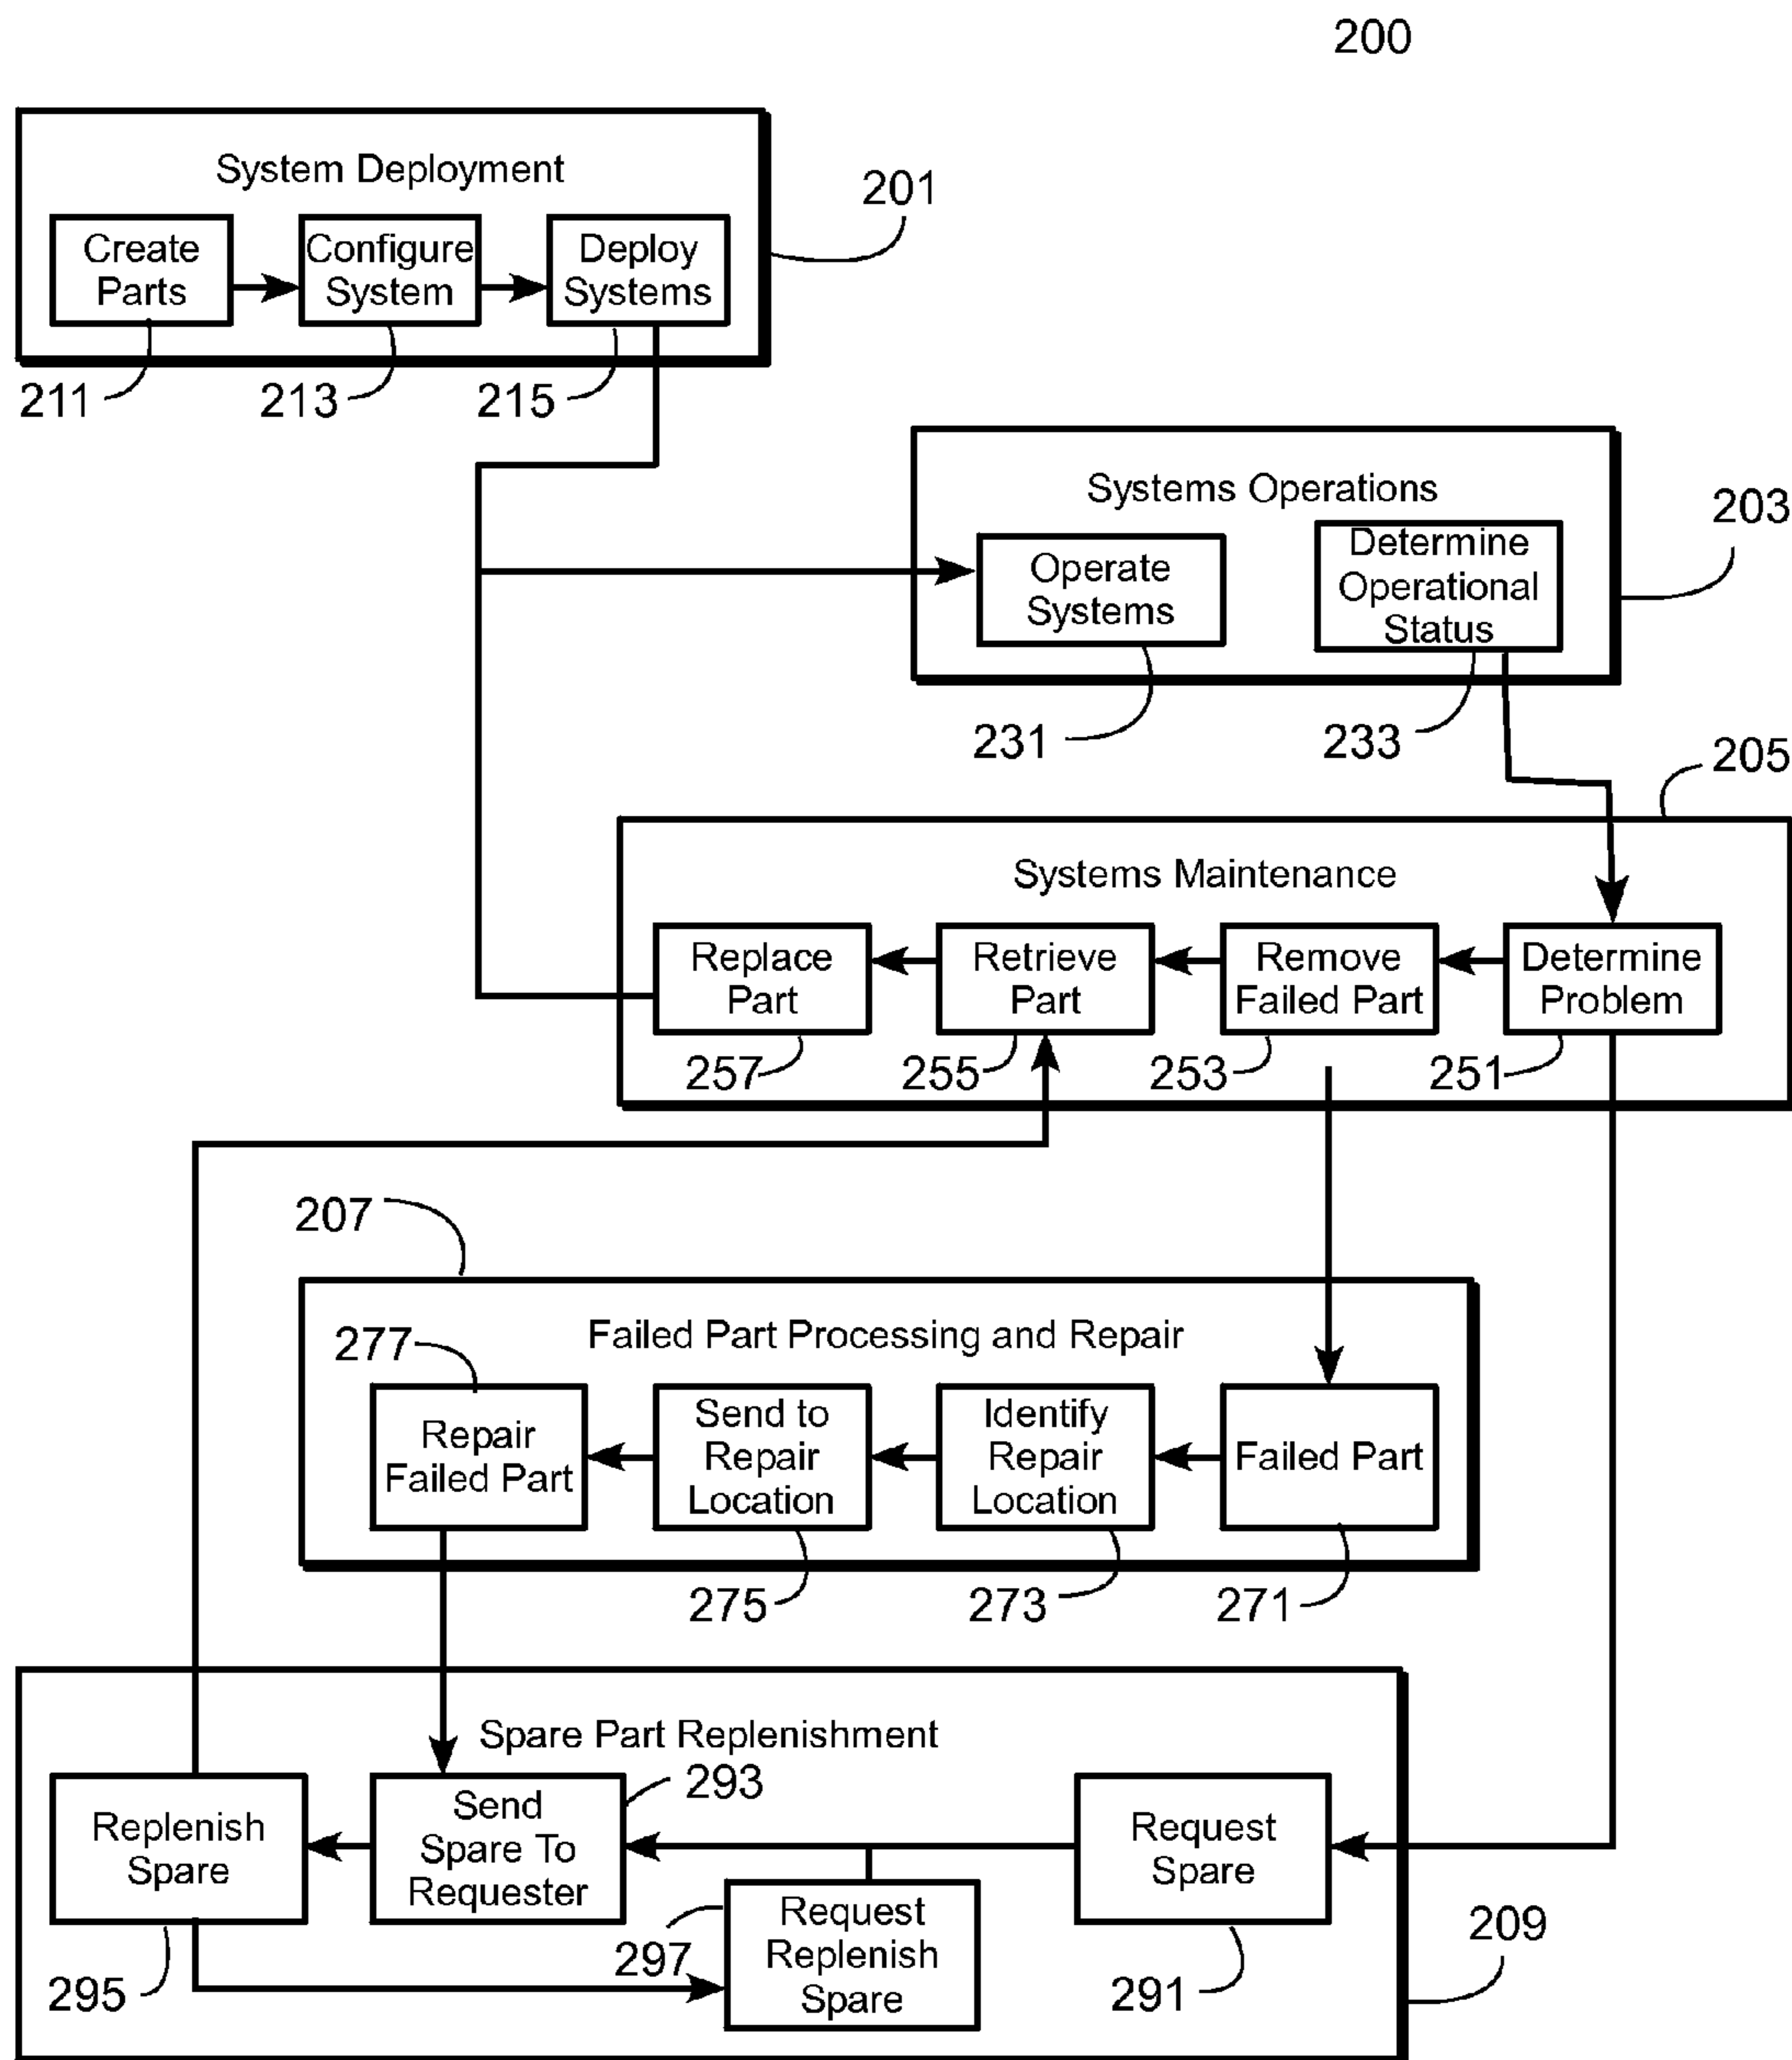 200
System Deployment
201
Create
Parts
Configure
System
Deploy
Systems
211
213
215
Systems Operations
203
Operate
Systems
Determine
Operational
Status
231
233
205
Systems Maintenance
Replace
Part
Retrieve
Part
Remove
Failed Part
Determine
Problem
257
255
253
251
207
Failed Part Processing and Repair
277
Repair
Failed Part
Send to
Repair
Location
Identify
Repair
Location
Failed Part
275
273
271
Spare Part Replenishment
293
Replenish
Spare
Send
Spare To
Requester
Request
Spare
297
Request
Replenish
Spare
295
291
209